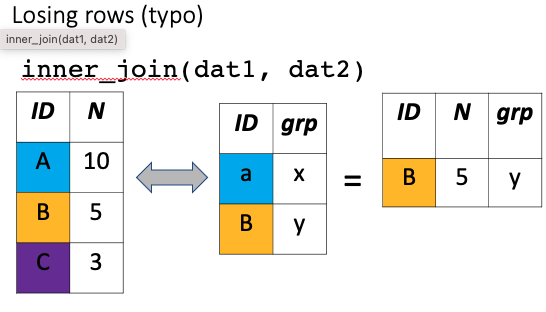 Losing rows (typo)
inner_join(dat1, dat2)
inner_join(dat1, dat2)
ID N
A 10
B 5
C 3
ID grp
a x
B y
=
ID N grp
B 5 y